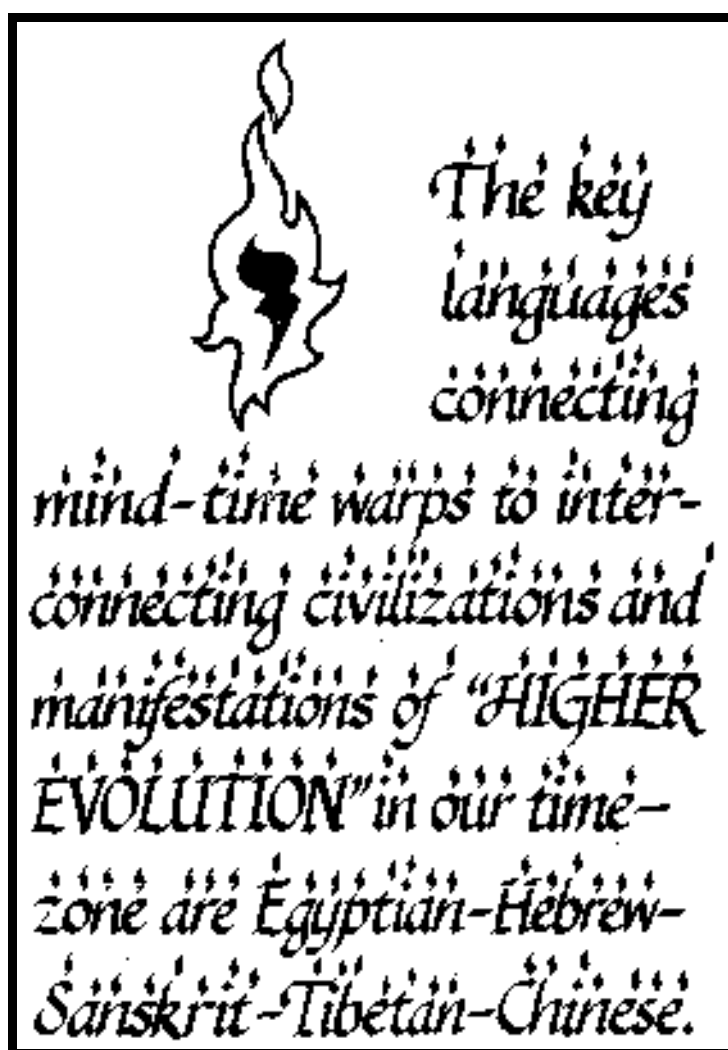 The key
languages
connecting
mind-time warps to inter-
connecting civilizations and
manifestations of “HIGHER
EVOLUTION” in our time-
zone are Egyptian-Hebrew-
Sanskrit-Tibetan-Chinese.